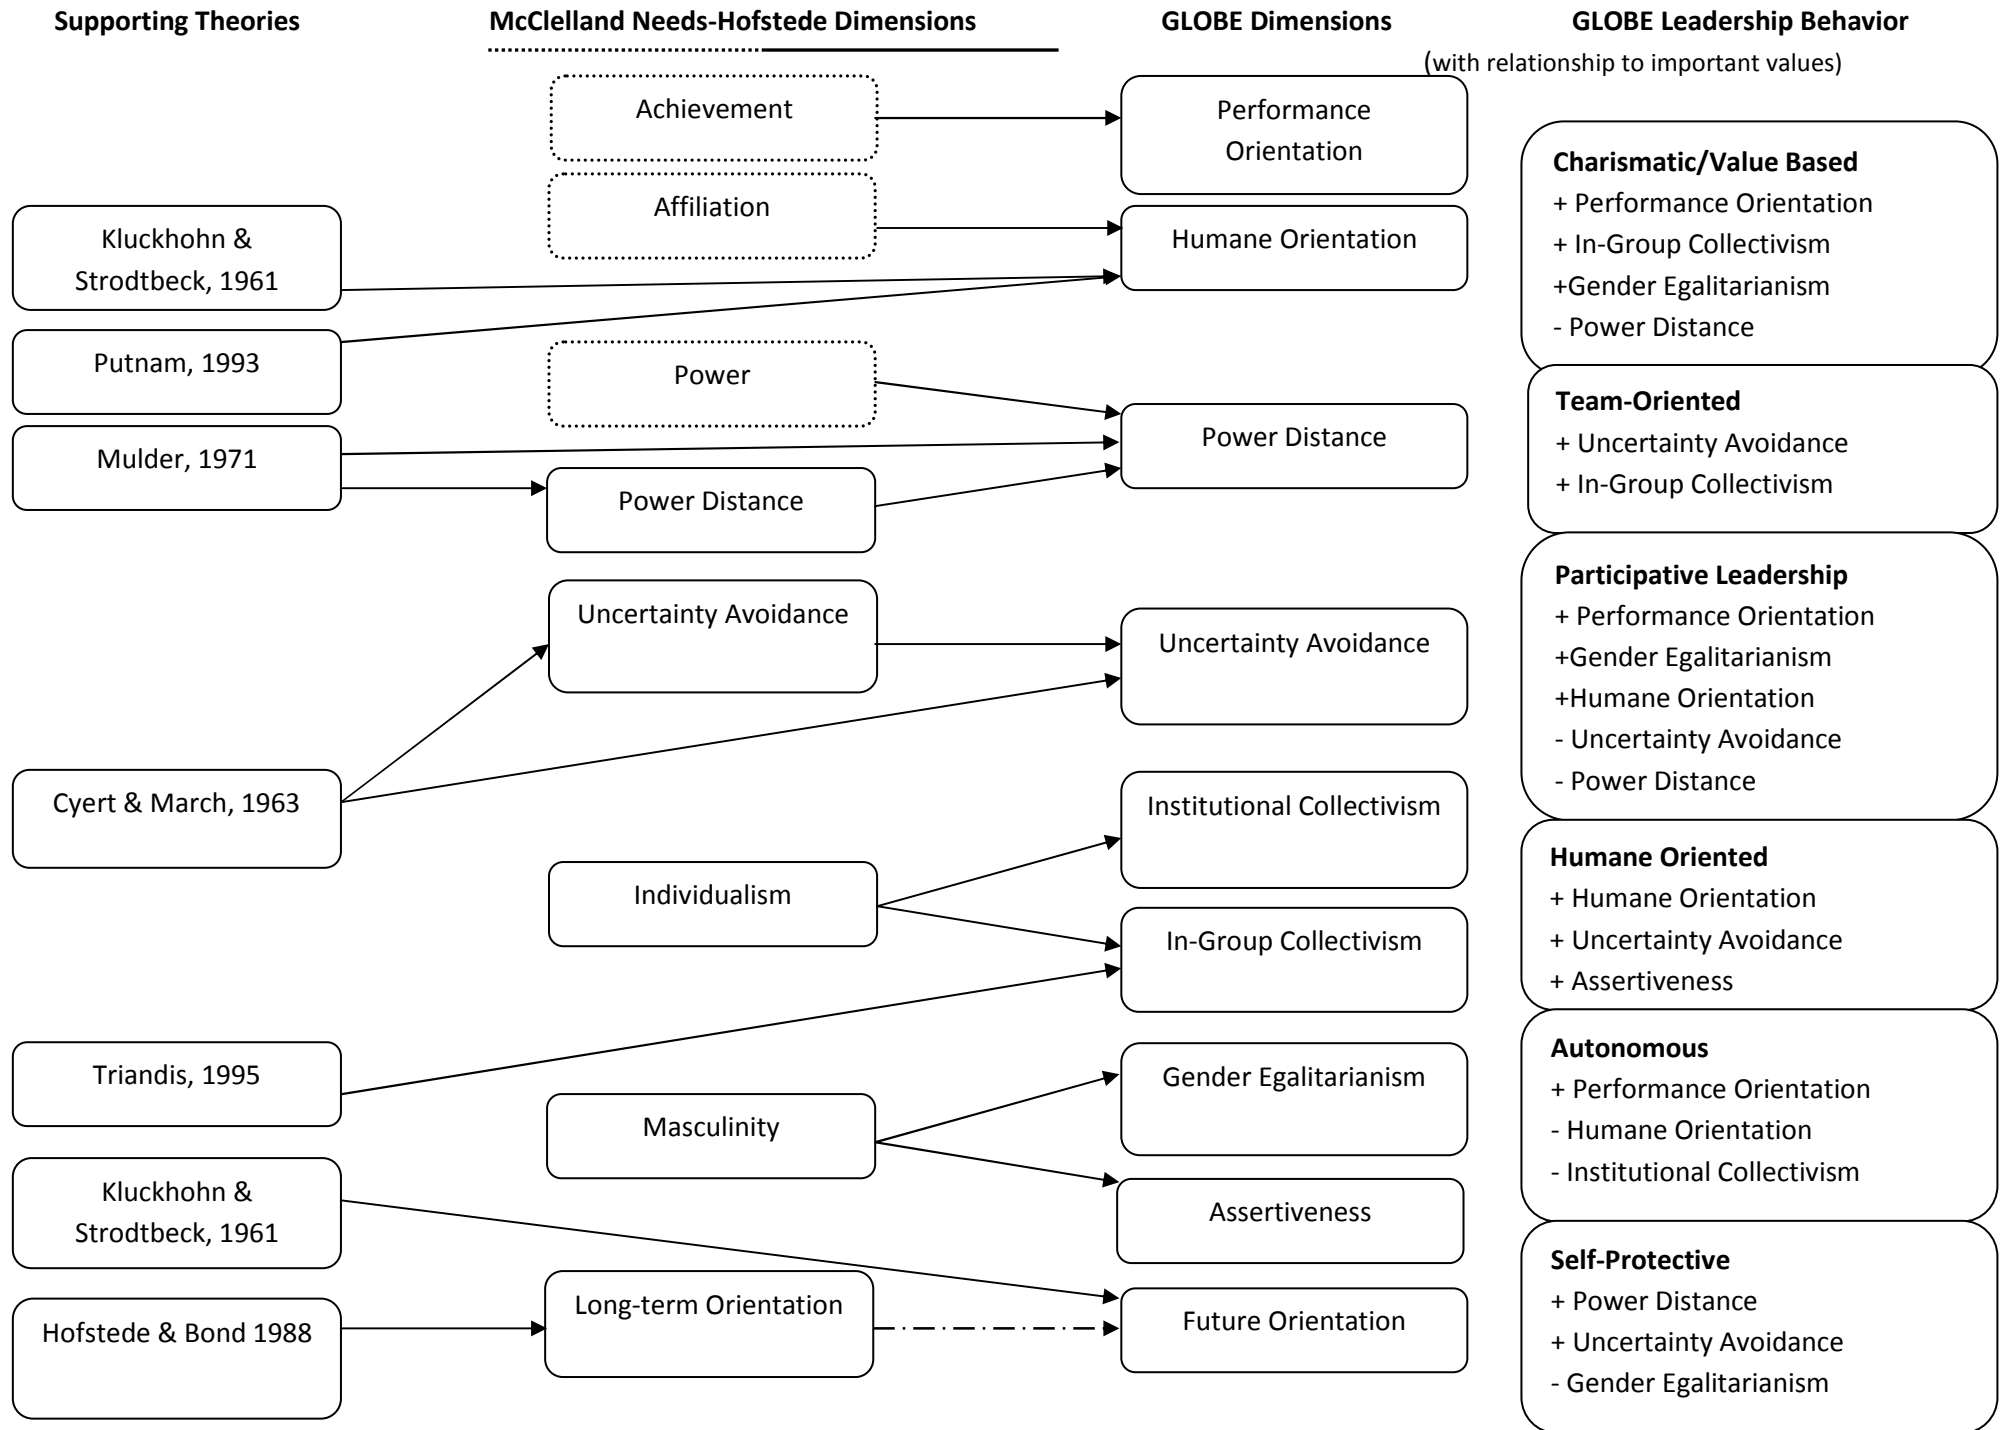 Supporting Theories
McClelland Needs-Hofstede Dimensions
GLOBE Dimensions
GLOBE Leadership Behavior
(with relationship to important values)
Kluckhohn &
Strodtbeck, 1961
Putnam, 1993
Mulder, 1971
Cyert & March, 1963
Triandis, 1995
Kluckhohn &
Strodtbeck, 1961
Hofstede & Bond 1988
Achievement
Affiliation
Power
Power Distance
Uncertainty Avoidance
Individualism
Masculinity
Long-term Orientation
Performance
Orientation
Humane Orientation
Power Distance
Uncertainty Avoidance
Institutional Collectivism
In-Group Collectivism
Gender Egalitarianism
Assertiveness
Future Orientation
Charismatic/Value Based
+ Performance Orientation
+ In-Group Collectivism
+Gender Egalitarianism
- Power Distance
Team-Oriented
+ Uncertainty Avoidance
+ In-Group Collectivism
Participative Leadership
+ Performance Orientation
+Gender Egalitarianism
+Humane Orientation
- Uncertainty Avoidance
- Power Distance
Humane Oriented
+ Humane Orientation
+ Uncertainty Avoidance
+ Assertiveness
Autonomous
+ Performance Orientation
- Humane Orientation
- Institutional Collectivism
Self-Protective
+ Power Distance
+ Uncertainty Avoidance
- Gender Egalitarianism